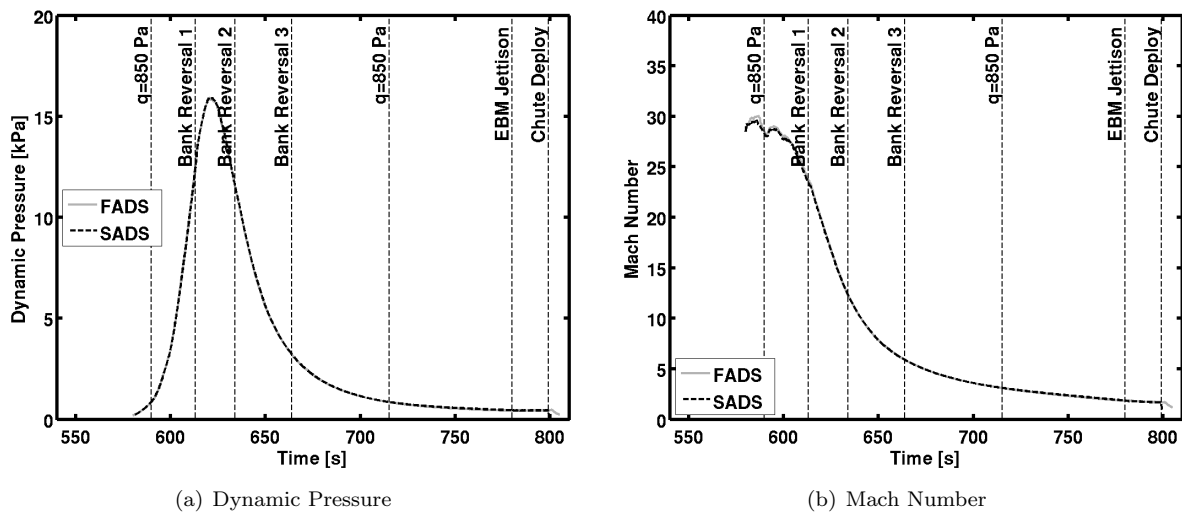 20
15
10
5
0
Dynamic Pressure [kPa]
q=850 Pa
Bank Reversal 1
Bank Reversal 2
Bank Reversal 3
q=850 Pa
EBM Jettison
Chute Deploy
FADS
SADS
550 600 650 700 750 800
Time [s]
(a) Dynamic Pressure
40
35
30
25
20
15
10
5
0
Mach Number
q=850 Pa
Bank Reversal 1
Bank Reversal 2
Bank Reversal 3
q=850 Pa
EBM Jettison
Chute Deploy
FADS
SADS
550 600 650 700 750 800
Time [s]
(b) Mach Number